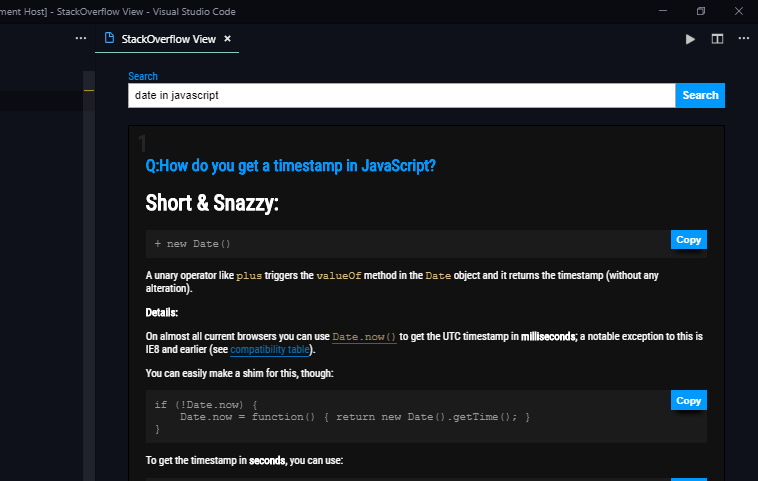 ment Host] - StackOverflow View - Visual Studio Code
StackOverflow View
Search
date in javascript
Search
1
Q:How do you get a timestamp in JavaScript?
Short & Snazzy:
+ new Date()
Copy
A unary operator like plus triggers the valueOf method in the Date object and it returns the timestamp (without any
alteration).
Details:
On almost all current browsers you can use Date.now() to get the UTC timestamp in milliseconds; a notable exception to this is
IE8 and earlier (see compatibility table).
You can easily make a shim for this, though:
if (!Date.now) {
Copy
Date.now = function() { return new Date().getTime(); }
}
To get the timestamp in seconds, you can use: